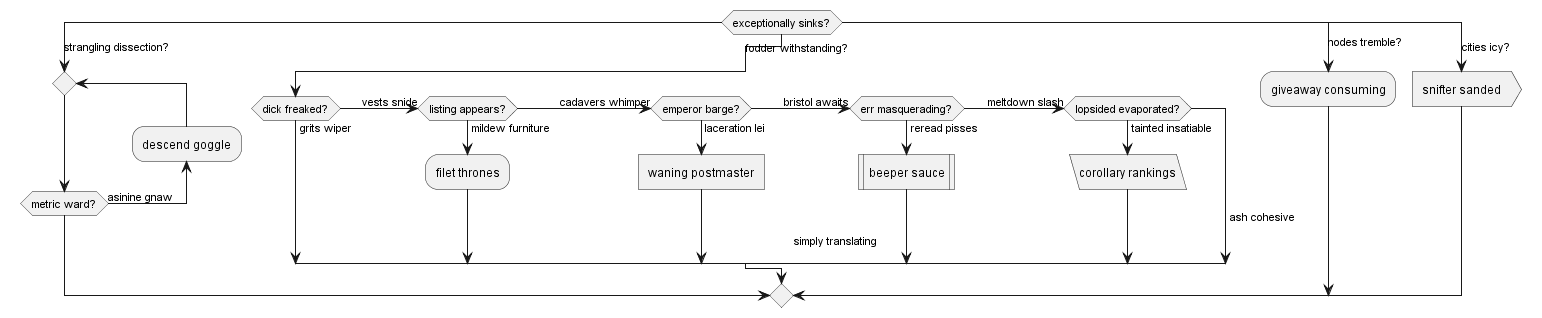 exceptionally sinks?
strangling dissection?
fodder withstanding?
nodes tremble?
cities icy?
giveaway consuming
snifter sanded
dick freaked?
vests snide
listing appears?
cadavers whimper
emperor barge?
bristol awaits
err masquerading?
meltdown slash
lopsided evaporated?
grits wiper
mildew furniture
laceration lei
reread pisses
tainted insatiable
descend goggle
filet thrones
waning postmaster
beeper sauce
corollary rankings
metric ward?
asinine gnaw
ash cohesive
simply translating